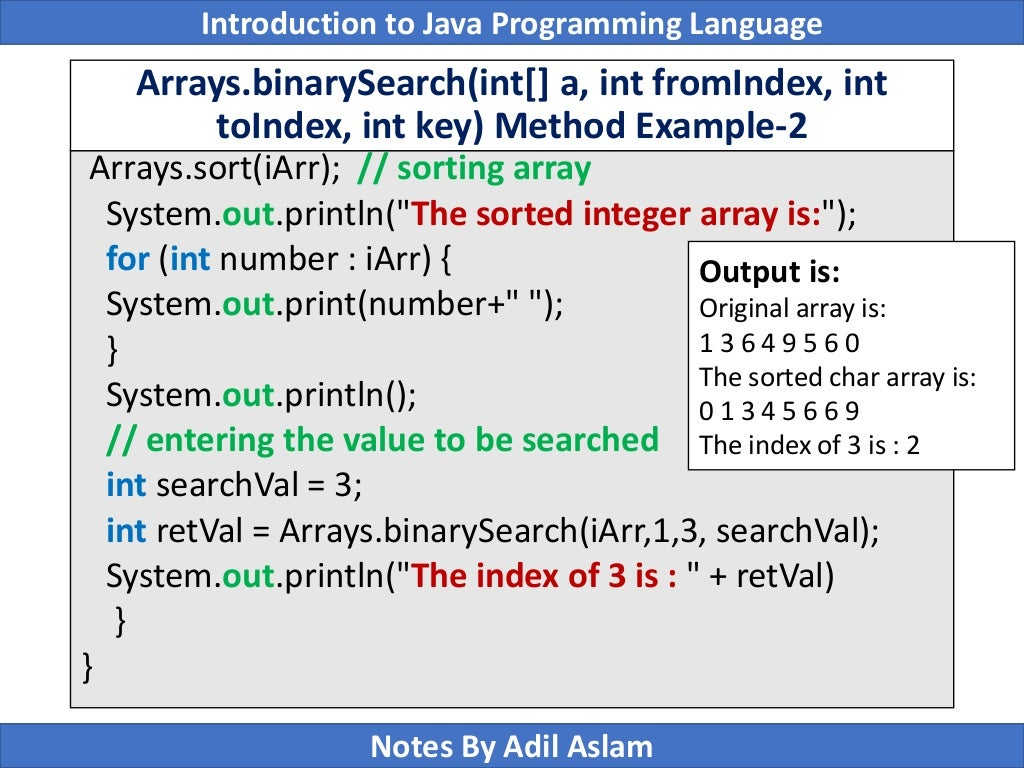 Introduction to Java Programming Language
Arrays.binarySearch(int[] a, int fromIndex, int
toIndex, int key) Method Example-2
Arrays.sort(iArr); // sorting array
System.out.println("The sorted integer array is:");
for (int number : iArr) {
System.out.print(number+" ");
}
System.out.println();
// entering the value to be searched
int searchVal = 3;
int retVal = Arrays.binarySearch(iArr,1,3, searchVal);
System.out.println("The index of 3 is : " + retVal)
}
}
Output is:
Original array is:
1 3 6 4 9 5 6 0
The sorted char array is:
0 1 3 4 5 6 6 9
The index of 3 is : 2
Notes By Adil Aslam